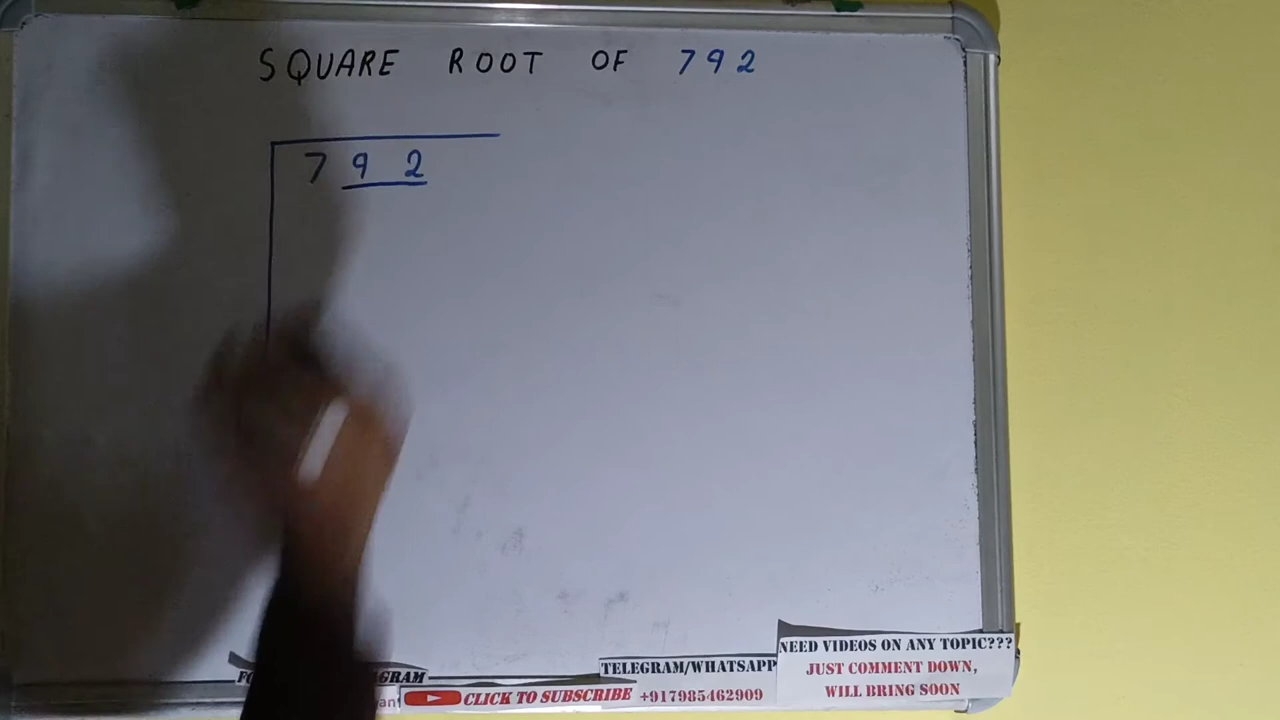 SQUARE ROOT OF 792
7 9 2
NEED VIDEOS ON ANY TOPIC???
JUST COMMENT DOWN,
WILL BRING SOON
TELEGRAM/WHATSAPP
+917985462909
CLICK TO SUBSCRIBE